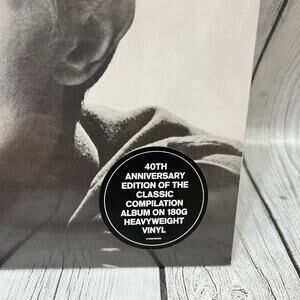 40TH
ANNIVERSARY
EDITION OF THE
CLASSIC
COMPILATION
ALBUM ON 180G
HEAVYWEIGHT
VINYL